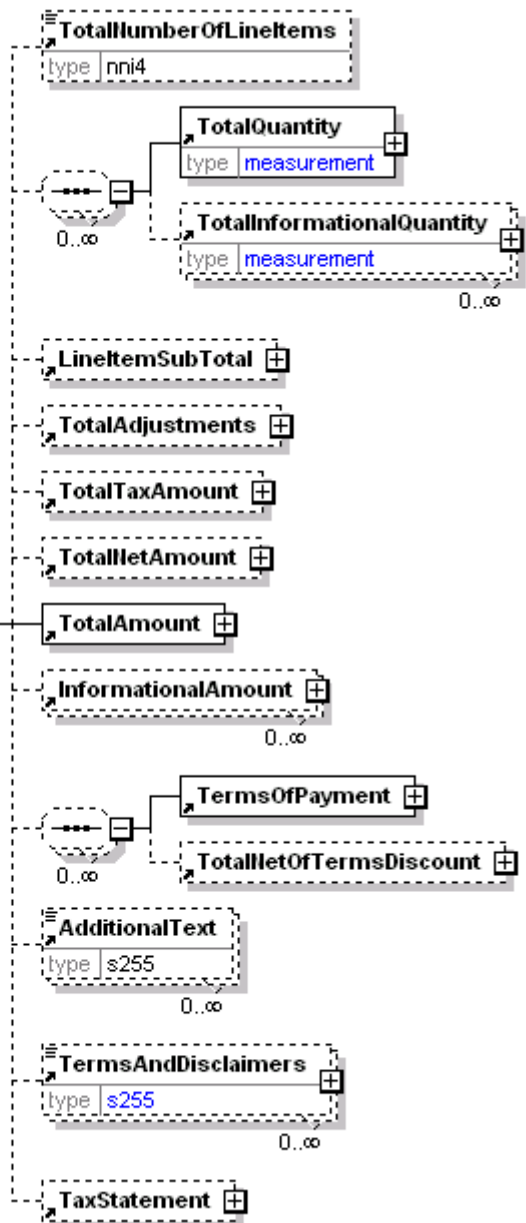 TotalNumberOfLineItems
type nni4
TotalQuantity
type measurement
0..∞
TotalInformationalQuantity
type measurement
0..∞
LineItemSubTotal
TotalAdjustments
TotalTaxAmount
TotalNetAmount
TotalAmount
InformationalAmount
0..∞
TermsOfPayment
0..∞
TotalNetOfTermsDiscount
AdditionalText
type s255
0..∞
TermsAndDisclaimers
type s255
0..∞
TaxStatement